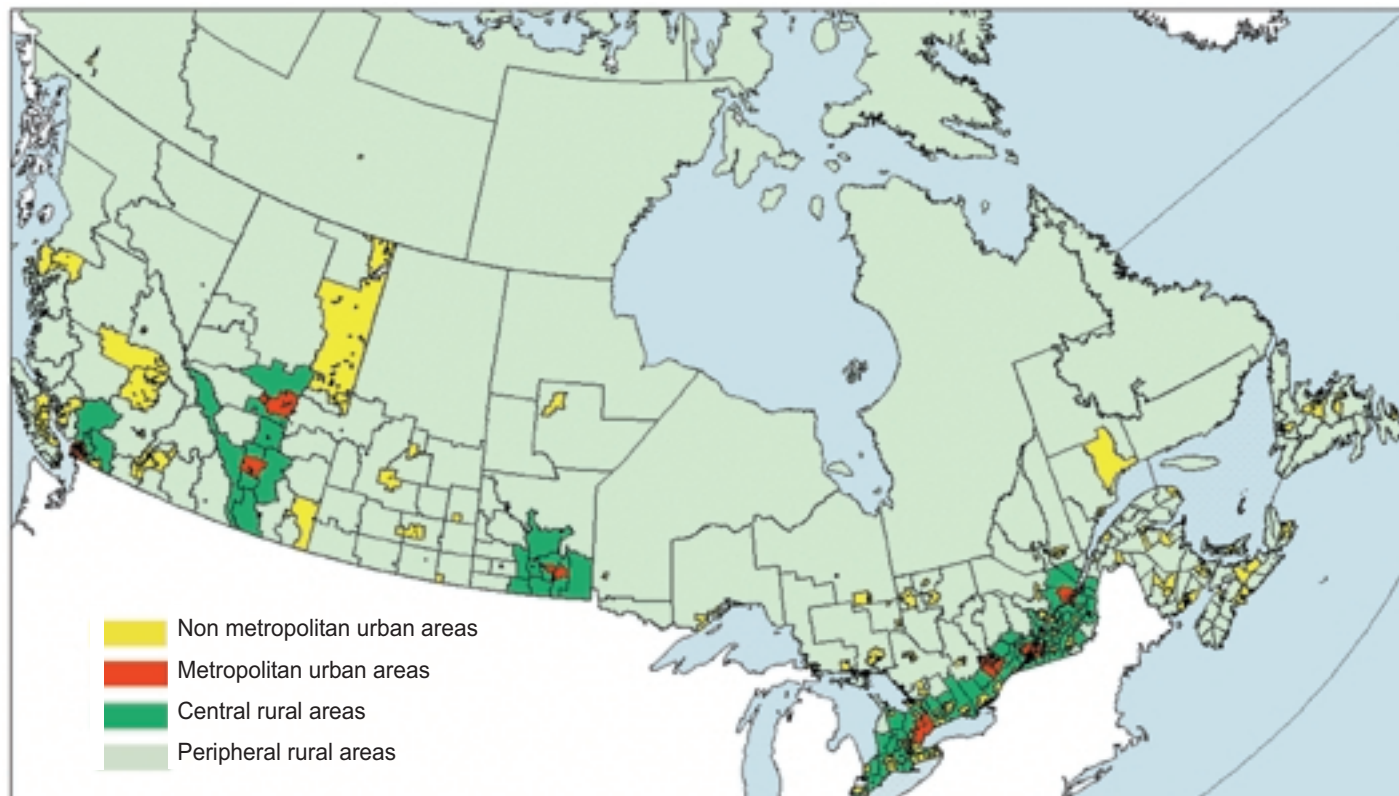 Non metropolitan urban areas
Metropolitan urban areas
Central rural areas
Peripheral rural areas